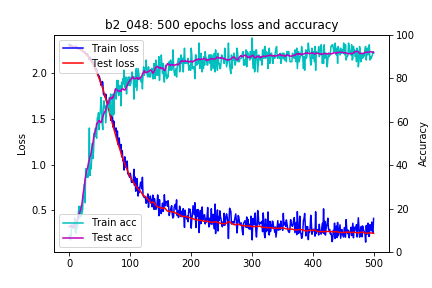 b2_048: 500 epochs loss and accuracy
Train loss
Test loss
Train acc
Test acc
Loss
2.0
1.5
1.0
0.5
Accuracy
100
80
60
40
20
0
0
100
200
300
400
500